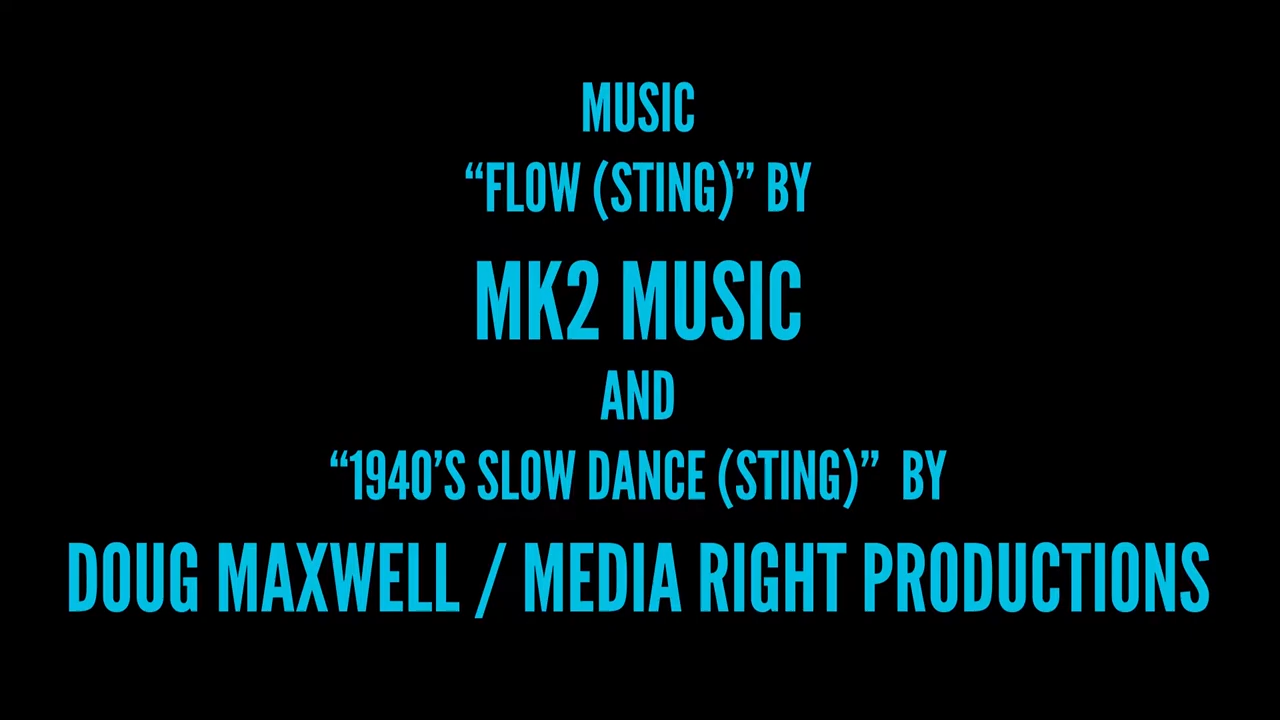 MUSIC
“FLOW (STING)” BY
MK2 MUSIC
AND
“1940’S SLOW DANCE (STING)”  BY
DOUG MAXWELL / MEDIA RIGHT PRODUCTIONS